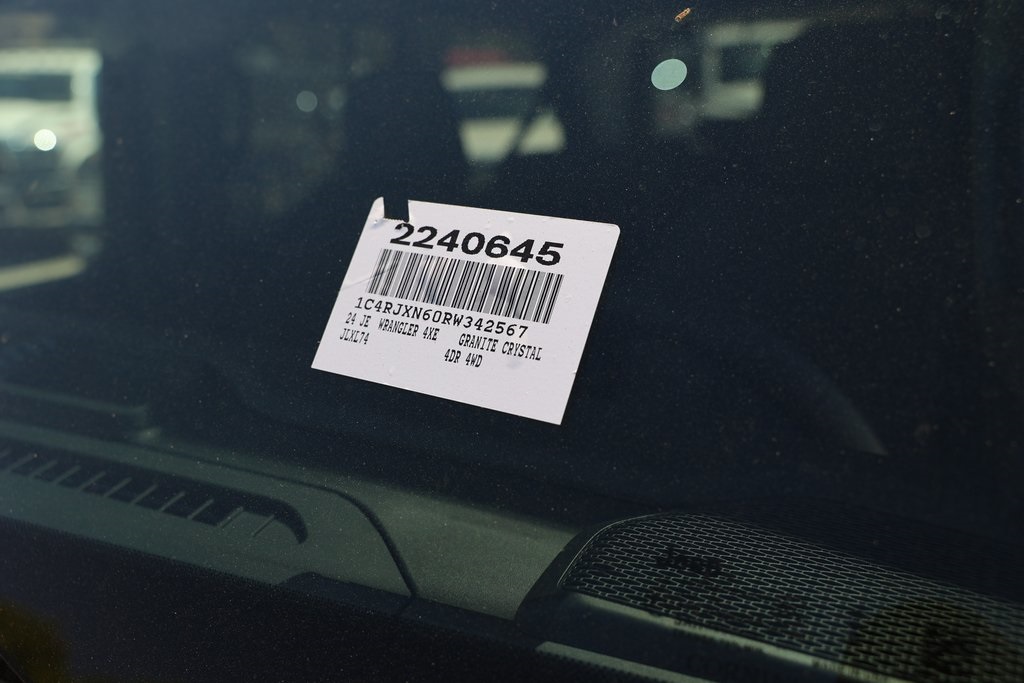 2240645
1C4RJXN60RW342567
24 JE WRANGLER 4XE GRANITE CRYSTAL
JLXL74 4DR 4WD
Jeep